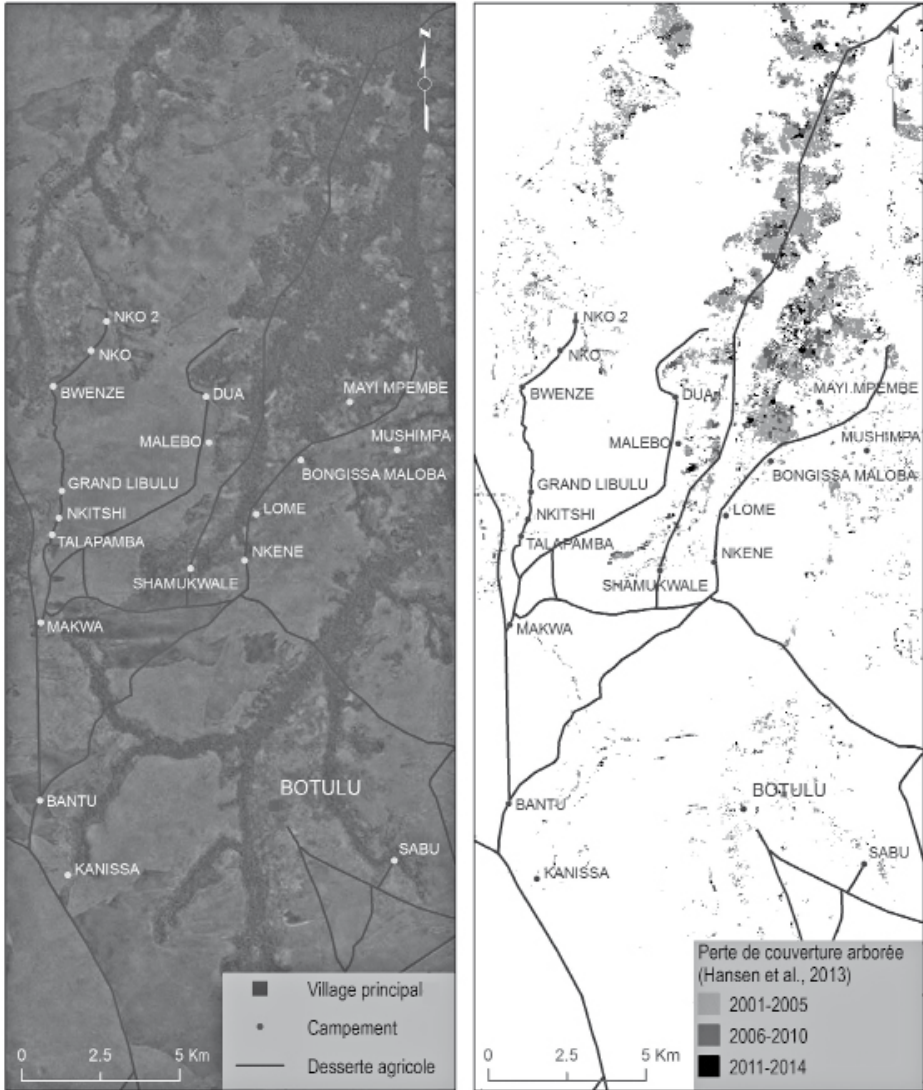 N
NKO 2
NKO
BWENZE
DUA
MAYI MPEMBE
MALEBO
MUSHIMPA
BONGISSA MALOBA
GRAND LIBULU
LOME
NKITSHI
TALAPAMBA
NKENE
SHAMUKWALE
MAKWA
BOTULU
BANTU
SABU
KANISSA
Village principal
Campement
Desserte agricole
0 2.5 5 Km
N
NKO 2
NKO
BWENZE
DUA
MAYI MPEMBE
MALEBO
MUSHIMPA
BONGISSA MALOBA
GRAND LIBULU
LOME
NKITSHI
TALAPAMBA
NKENE
SHAMUKWALE
MAKWA
BOTULU
BANTU
SABU
KANISSA
Perte de couverture arborée
(Hansen et al., 2013)
2001-2005
2006-2010
2011-2014
0 2.5 5 Km